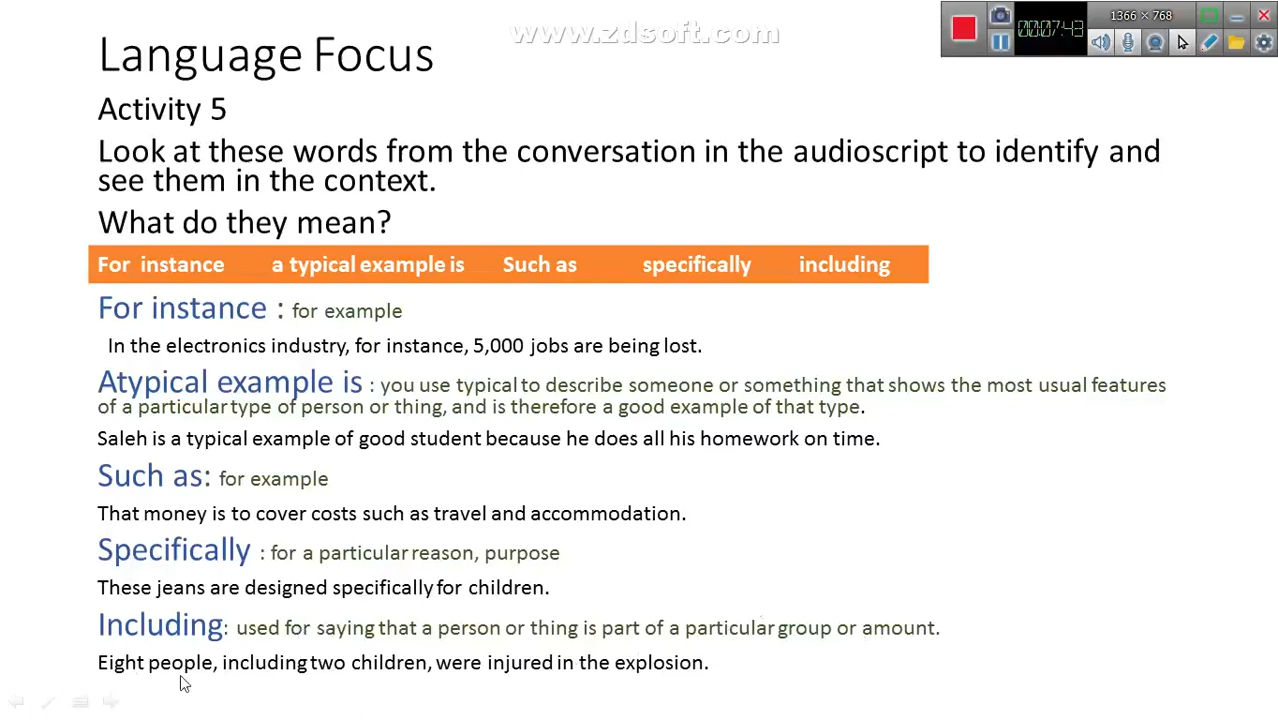 www.zdsoft.com
1366 × 768
00:07:43
Language Focus
Activity 5
Look at these words from the conversation in the audioscript to identify and
see them in the context.
What do they mean?
For instance a typical example is Such as specifically including
For instance : for example
In the electronics industry, for instance, 5,000 jobs are being lost.
Atypical example is : you use typical to describe someone or something that shows the most usual features
of a particular type of person or thing, and is therefore a good example of that type.
Saleh is a typical example of good student because he does all his homework on time.
Such as: for example
That money is to cover costs such as travel and accommodation.
Specifically : for a particular reason, purpose
These jeans are designed specifically for children.
Including: used for saying that a person or thing is part of a particular group or amount.
Eight people, including two children, were injured in the explosion.